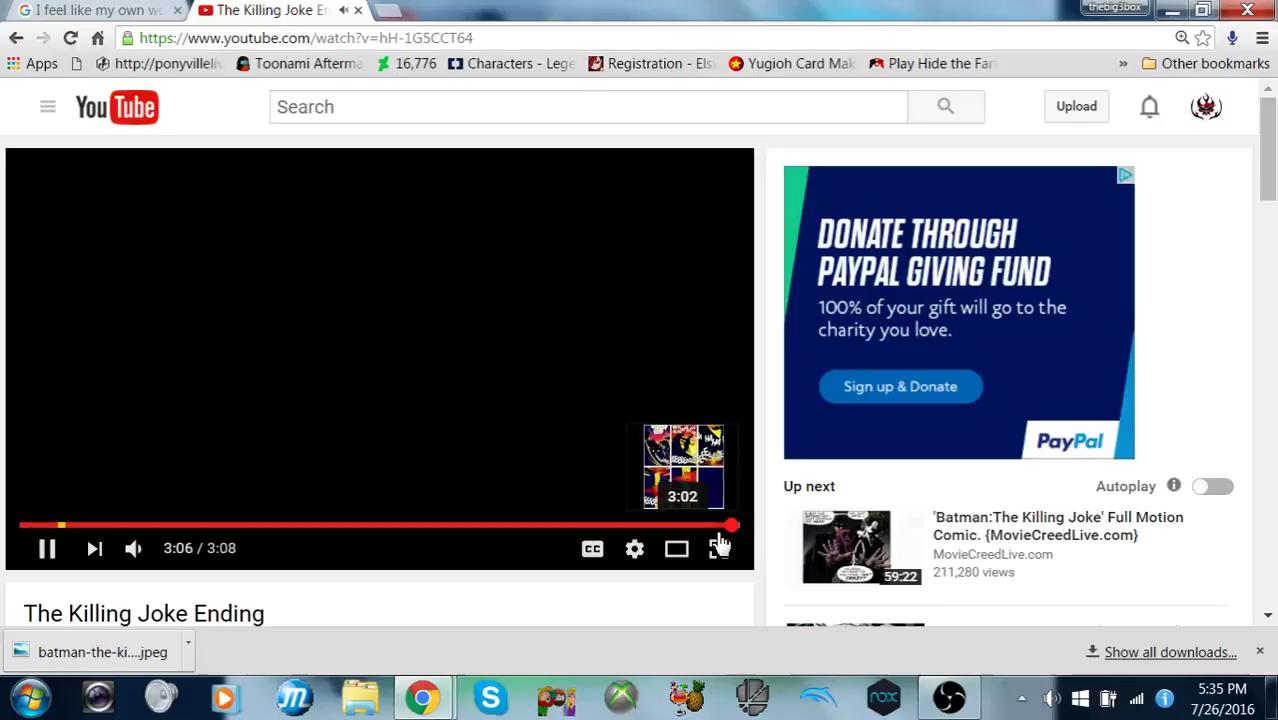 I feel like my own wo
The Killing Joke En
thebig3box
https://www.youtube.com/watch?v=hH-1G5CCT64
Apps
http://ponyvilleliv
Toonami Afterma
16,776
Characters - Lege
Registration - Els
Yugioh Card Mak
Play Hide the Fan
»
Other bookmarks
YouTube
Search
Upload
DONATE THROUGH
PAYPAL GIVING FUND
100% of your gift will go to the
charity you love.
Sign up & Donate
PayPal
3:02
3:06 / 3:08
CC
Up next
Autoplay
'Batman:The Killing Joke' Full Motion
Comic. {MovieCreedLive.com}
MovieCreedLive.com
211,280 views
59:22
The Killing Joke Ending
batman-the-ki....jpeg
Show all downloads...
nox
5:35 PM
7/26/2016